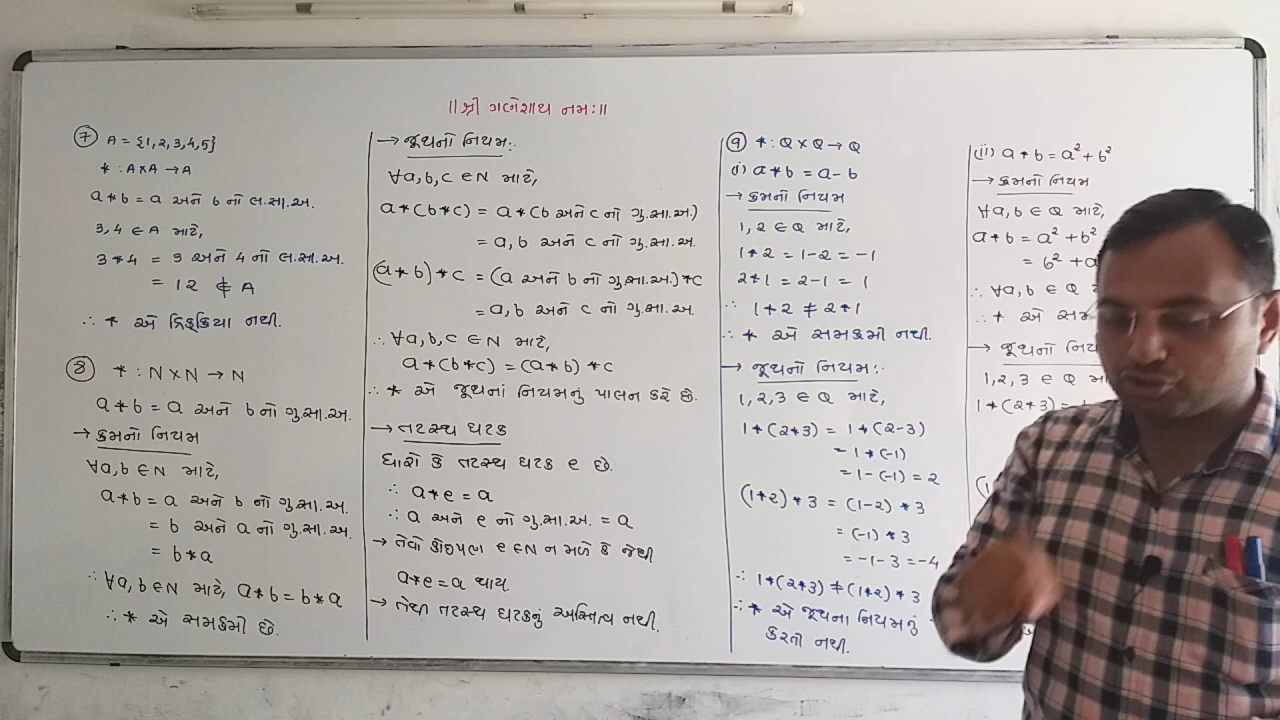 ॥ શ્રી ગણેશાય નમઃ॥
⑦ A = {1,2,3,4,5}
* : A×A → A
a*b = a અને b નો લ.સા.અ.
3,4 ∈ A માટે,
3*4 = 3 અને 4 નો લ.સા.અ.
= 12 ∉ A
∴ * એ દ્વિક્ક્રિયા નથી.
⑧ * : N×N → N
a*b = a અને b નો ગુ.સા.અ.
→ ક્રમનો નિયમ
∀a,b ∈ N માટે,
a*b = a અને b નો ગુ.સા.અ.
= b અને a નો ગુ.સા.અ.
= b*a
∴ ∀a,b ∈ N માટે, a*b = b*a
∴ * એ સમક્રમી છે.
→ જૂથનો નિયમ:
∀a,b,c ∈ N માટે,
a*(b*c) = a*(b અને c નો ગુ.સા.અ.)
= a,b અને c નો ગુ.સા.અ.
(a*b)*c = (a અને b નો ગુ.સા.અ.)*c
= a,b અને c નો ગુ.સા.અ.
∴ ∀a,b,c ∈ N માટે,
a*(b*c) = (a*b)*c
∴ * એ જૂથનાં નિયમનું પાલન કરે છે.
→ તટસ્થ ઘટક
ધારો કે તટસ્થ ઘટક e છે.
∴ a*e = a
∴ a અને e નો ગુ.સા.અ. = a
→ તેવો કોઇપણ e ∈ N ન મળે કે જેથી
a*e = a થાય.
→ તેથી તટસ્થ ઘટકનું અસ્તિત્વ નથી.
⑨ * : Q×Q → Q
(i) a*b = a-b
→ ક્રમનો નિયમ
1,2 ∈ Q માટે,
1*2 = 1-2 = -1
2*1 = 2-1 = 1
∴ 1*2 ≠ 2*1
∴ * એ સમક્રમી નથી.
→ જૂથનો નિયમ:
1,2,3 ∈ Q માટે,
1*(2*3) = 1*(2-3)
= 1*(-1)
= 1-(-1) = 2
(1*2)*3 = (1-2)*3
= (-1)*3
= -1-3 = -4
∴ 1*(2*3) ≠ (1*2)*3
∴ * એ જૂથના નિયમનું
કરતો નથી.
(ii) a*b = a²+b²
→ ક્રમનો નિયમ
∀a,b ∈ Q માટે,
a*b = a²+b²
= b²+a
∴ ∀a,b ∈ Q
∴ * એ
→ જૂથનો
1,2,3 ∈ Q
1*(2*3) =